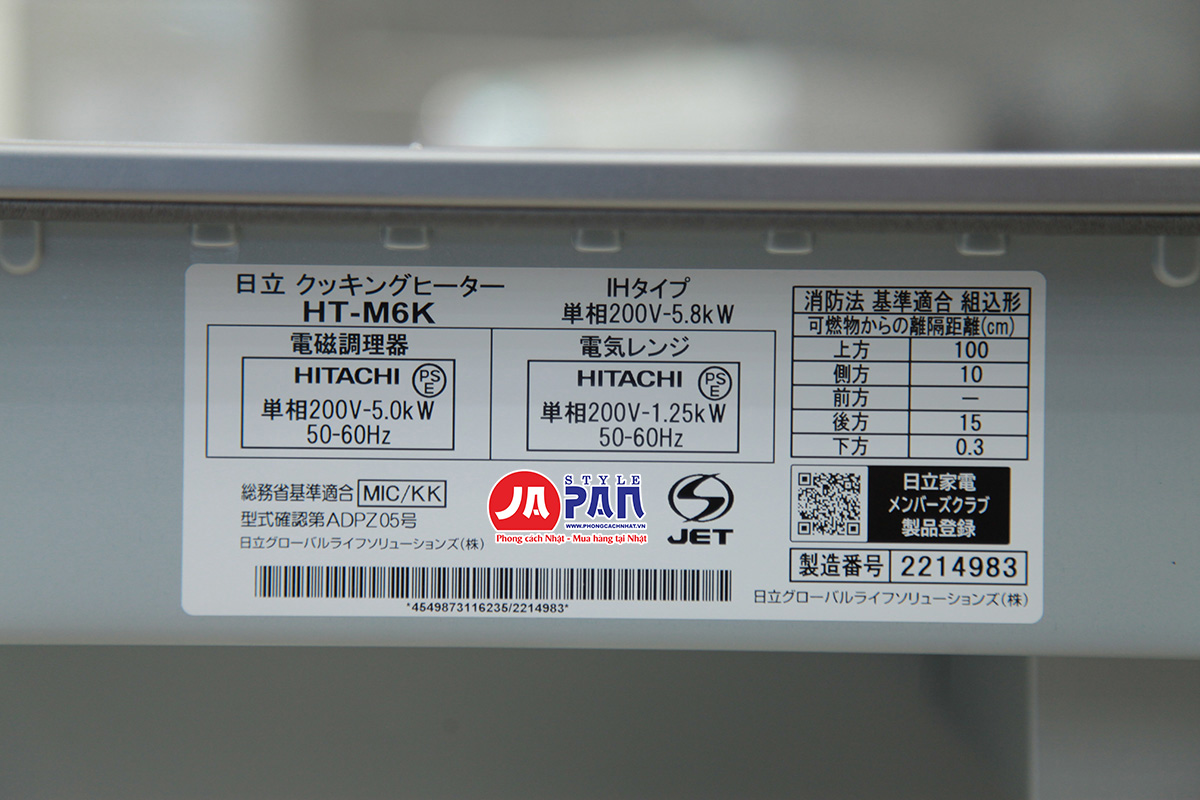 日立 クッキングヒーター
HT-M6K
IHタイプ
単相200V-5.8kW
電磁調理器
HITACHI PSE
単相200V-5.0kW
50-60Hz
電気レンジ
HITACHI PSE
単相200V-1.25kW
50-60Hz
消防法 基準適合 組込形
可燃物からの離隔距離(cm)
上方 100
側方 10
前方 ―
後方 15
下方 0.3
総務省基準適合 MIC/KK
型式確認第ADPZ05号
日立グローバルライフソリューションズ(株)
STYLE
JAPAN
WWW.PHONGCACHNHAT.VN
Phong cách Nhật - Mua hàng tại Nhật
JET
日立家電
メンバーズクラブ
製品登録
製造番号 2214983
日立グローバルライフソリューションズ(株)
*4549873116235/2214983*